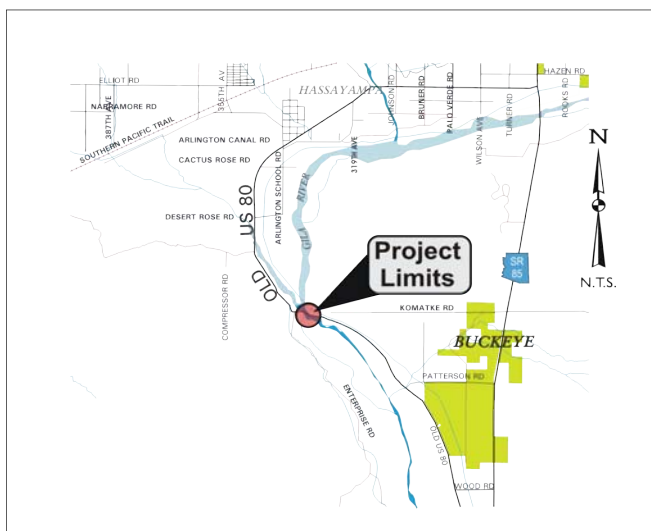 ELLIOT RD
HAZEN RD
387TH AVE
355TH AV
HASSAYAMPA
JOHNSON RD
BRUNER RD
PALO VERDE RD
TURNER RD
ROOKS RD
NARRAMORE RD
SOUTHERN PACIFIC TRAIL
ARLINGTON CANAL RD
CACTUS ROSE RD
ARLINGTON SCHOOL RD
319TH AVE
WILSON AVE
N
GILA RIVER
DESERT ROSE RD
OLD US 80
Project
Limits
SR
85
N.T.S.
COMPRESSOR RD
KOMATKE RD
BUCKEYE
PATTERSON RD
ENTERPRISE RD
OLD US 80
WOOD RD